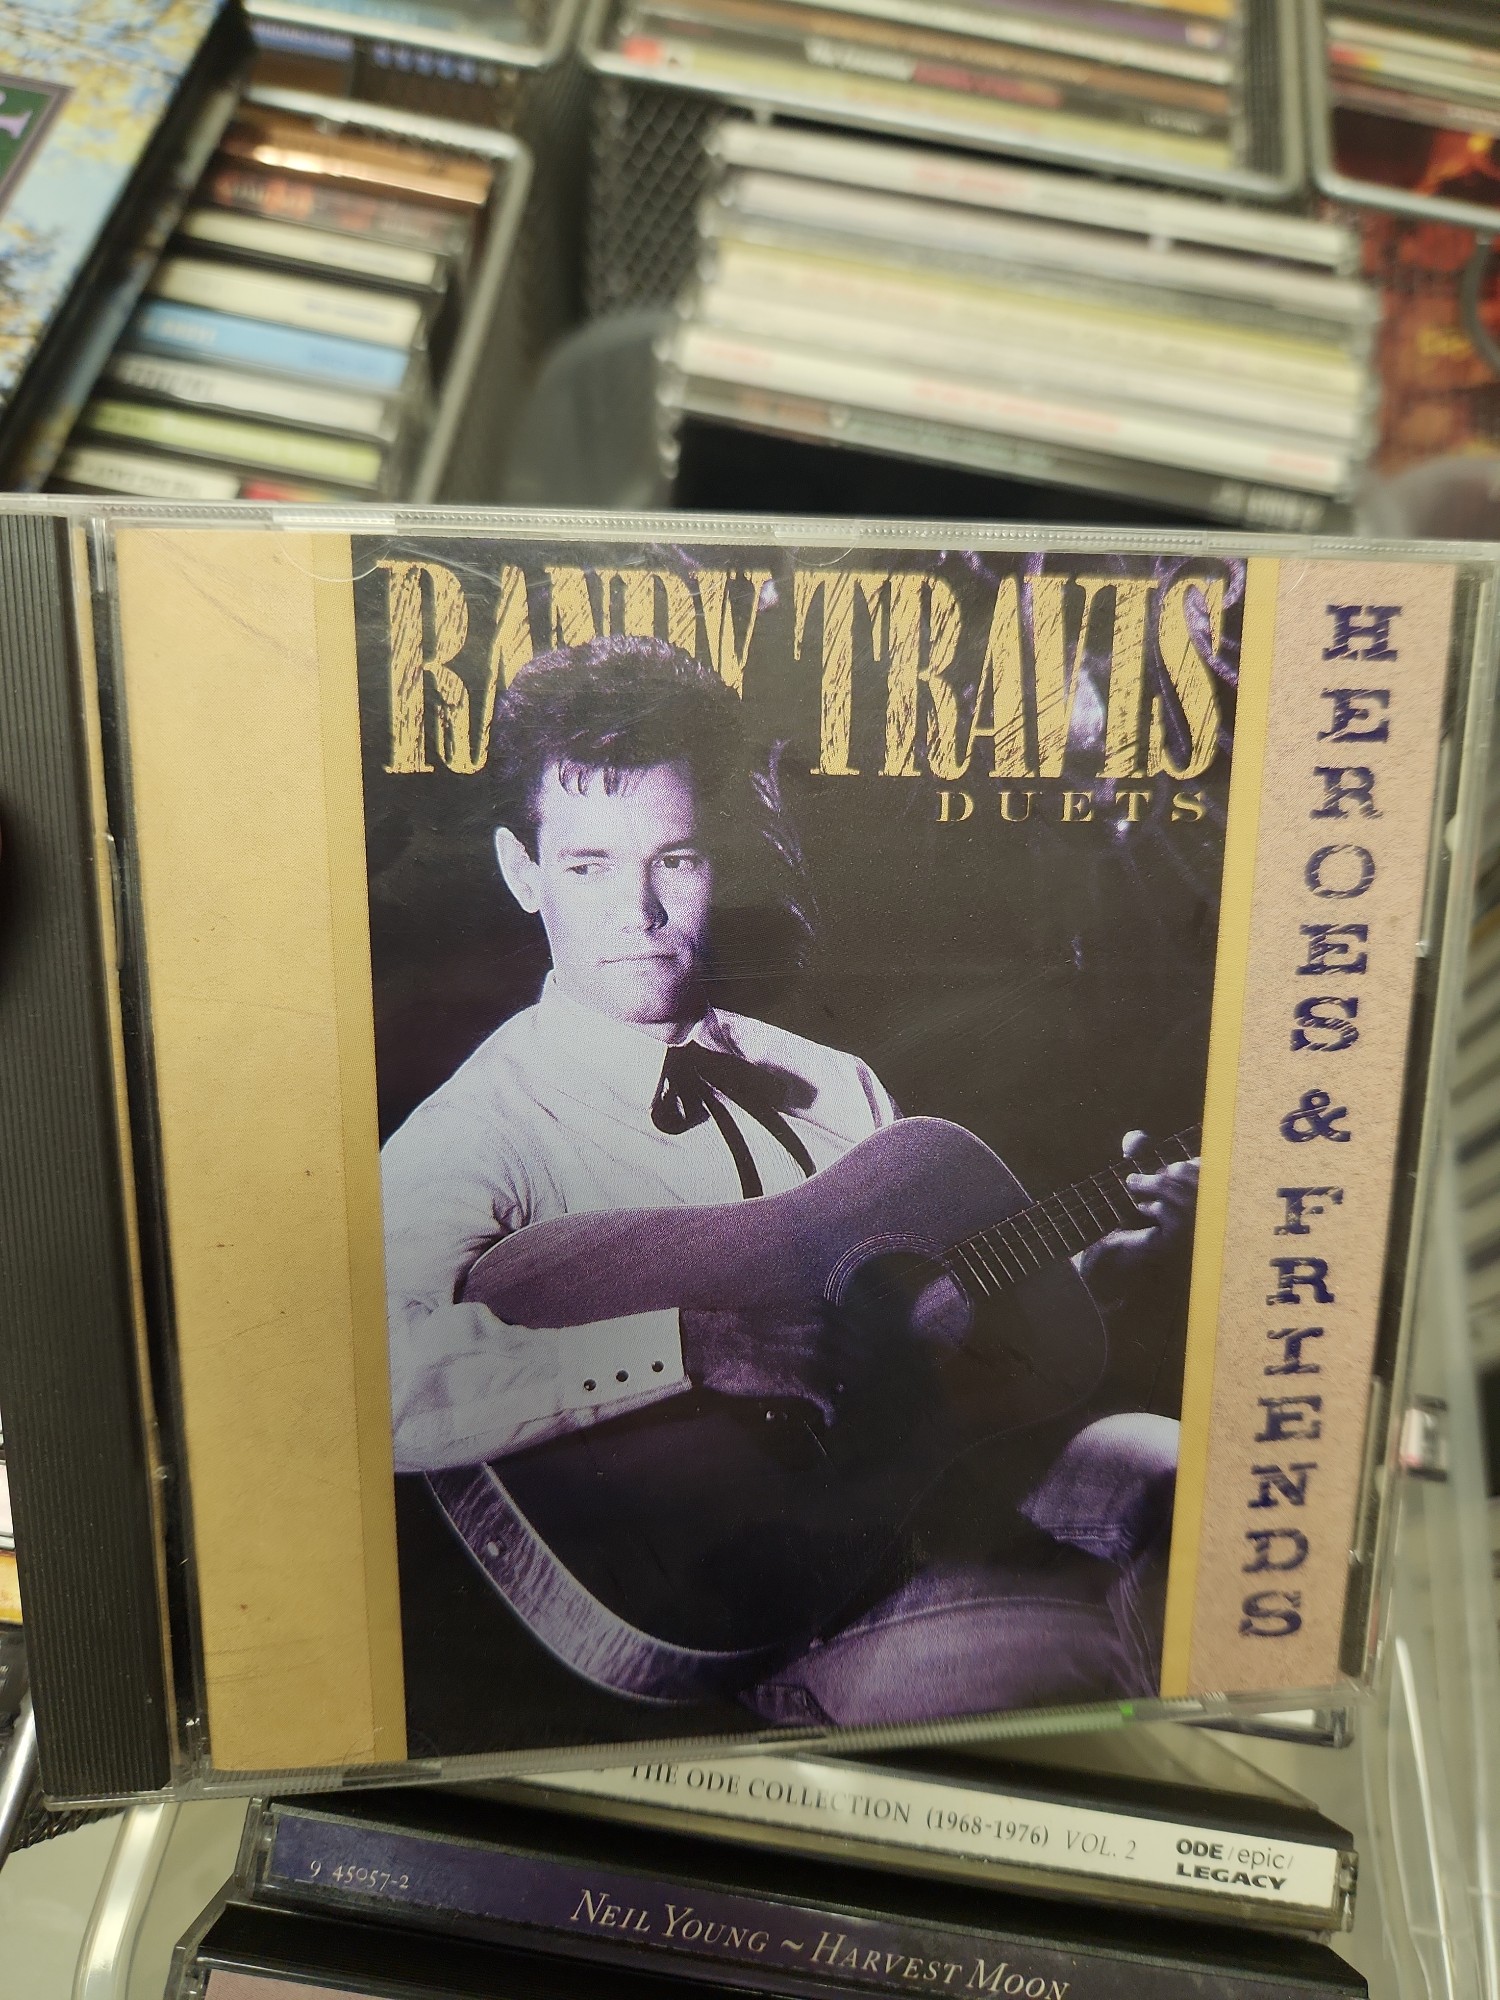 RANDY TRAVIS
DUETS
HEROES & FRIENDS
THE ODE COLLECTION (1968-1976) VOL. 2
ODE/epic/
LEGACY
9 45057-2
NEIL YOUNG ~ HARVEST MOON